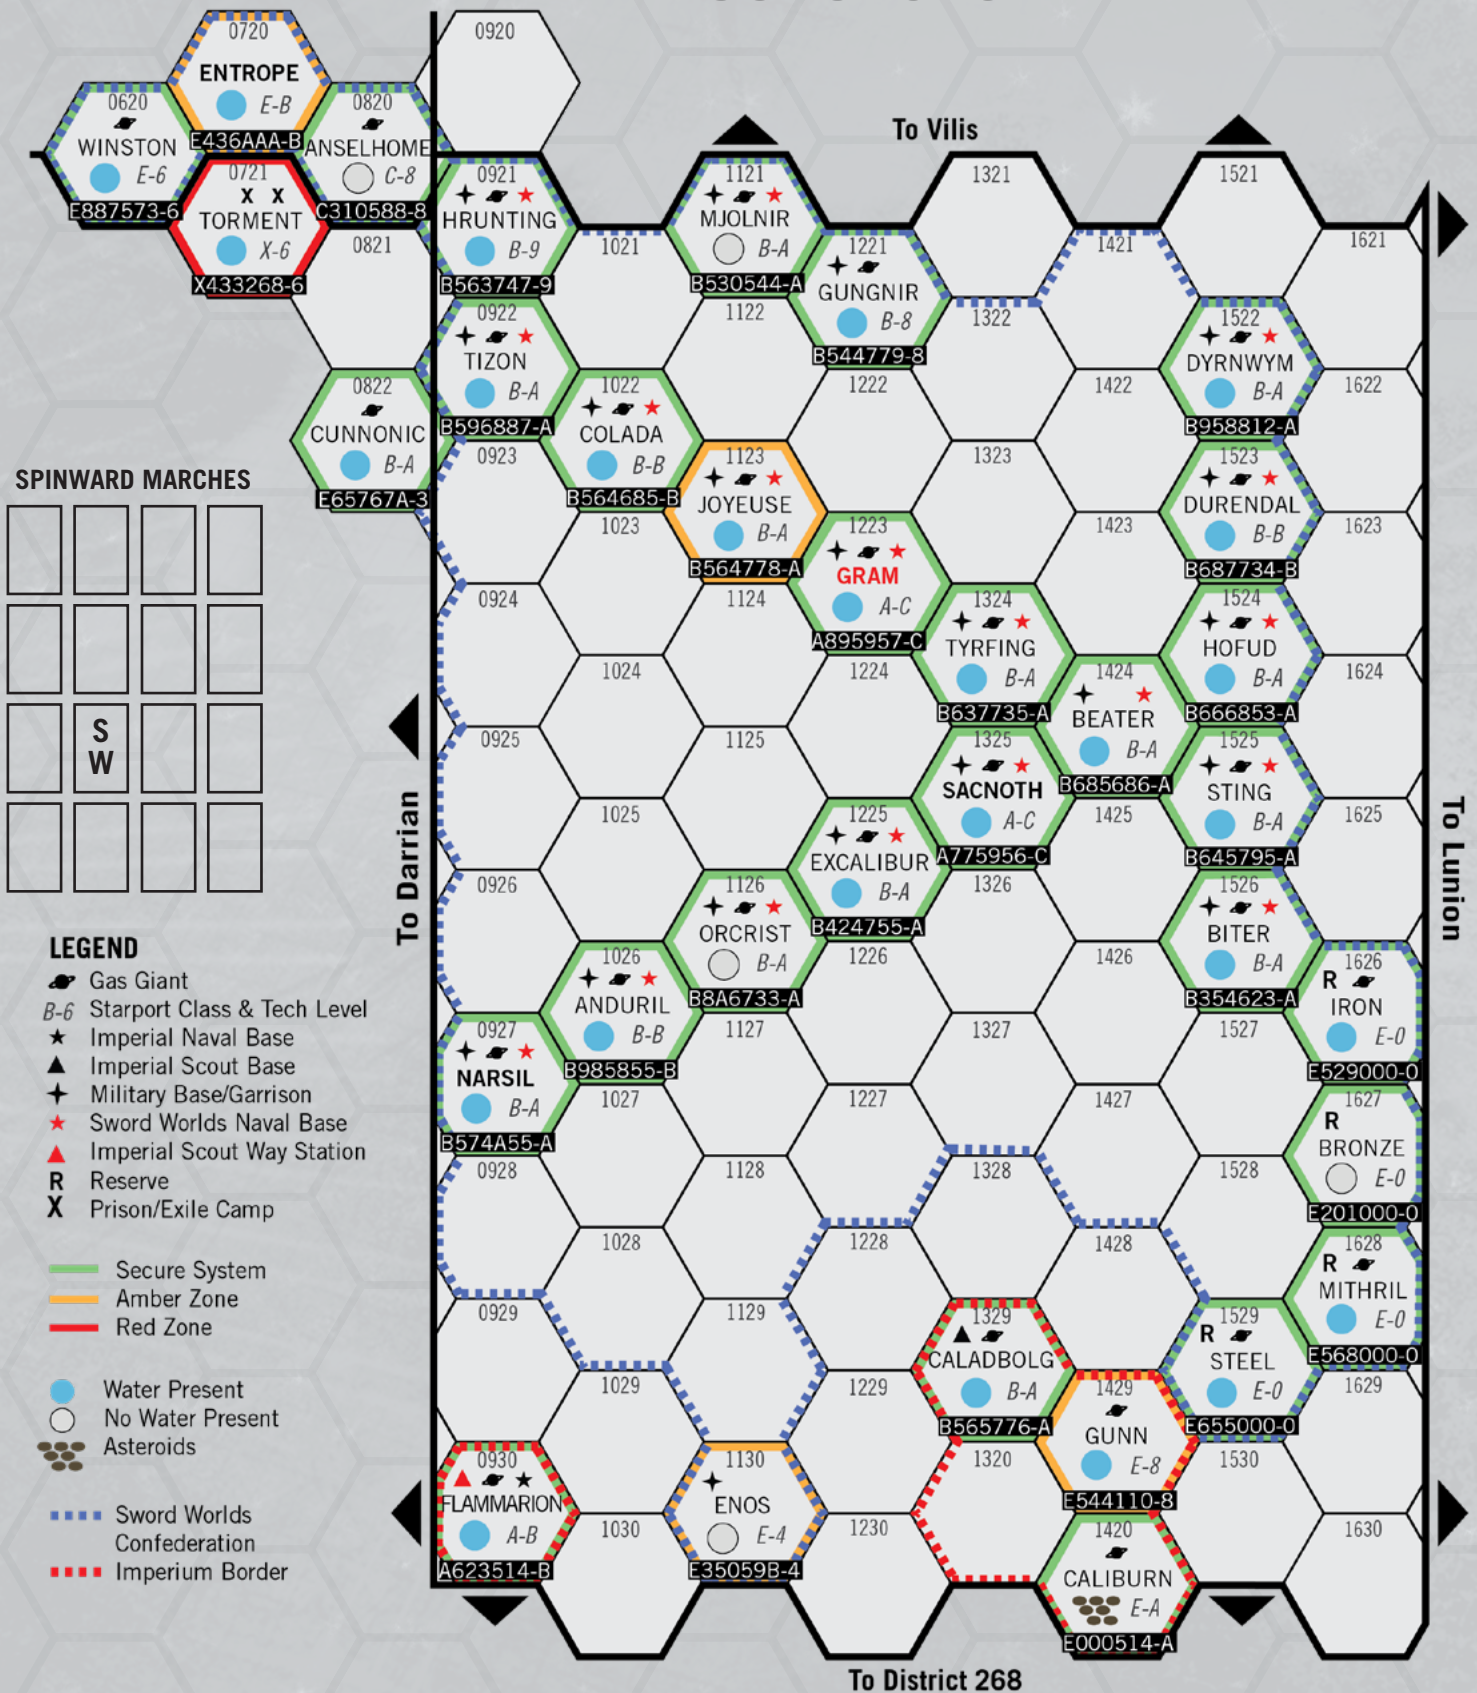 0720
ENTROPE
E-B
E436AAA-B
0920
0620
WINSTON
E-6
E887573-6
0820
ANSELHOME
C-8
C310588-8
To Vilis
0721
X X
TORMENT
X-6
X433268-6
0821
0921
HRUNTING
B-9
B563747-9
1021
1121
MJOLNIR
B-A
B530544-A
1221
GUNGNIR
B-8
B544779-8
1321
1421
1521
1621
0822
CUNNONIC
B-A
E65767A-3
0922
TIZON
B-A
B596887-A
1022
COLADA
B-B
B564685-B
1122
1222
1322
1422
1522
DYRNWYM
B-A
B958812-A
1622
SPINWARD MARCHES
S
W
0923
1023
1123
JOYEUSE
B-A
B564778-A
1223
GRAM
A-C
A895957-C
1323
1423
1523
DURENDAL
B-B
B687734-B
1623
0924
1024
1124
1224
1324
TYRFING
B-A
B637735-A
1424
BEATER
B-A
B685686-A
1524
HOFUD
B-A
B666853-A
1624
To Darrian
0925
1025
1125
1225
EXCALIBUR
B-A
B424755-A
1325
SACNOTH
A-C
A775956-C
1425
1525
STING
B-A
B645795-A
1625
To Lunion
0926
1026
ANDURIL
B-B
B985855-B
1126
ORCRIST
B-A
B8A6733-A
1226
1326
1426
1526
BITER
B-A
B354623-A
1626
R
IRON
E-0
E529000-0
0927
NARSIL
B-A
B574A55-A
1027
1127
1227
1327
1427
1527
1627
R
BRONZE
E-0
E201000-0
0928
1028
1128
1228
1328
1428
1528
1628
R
MITHRIL
E-0
E568000-0
0929
1029
1129
1229
1329
CALADBOLG
B-A
B565776-A
1429
GUNN
E-8
E544110-8
1529
R
STEEL
E-0
E655000-0
1629
0930
FLAMMARION
A-B
A623514-B
1030
1130
ENOS
E-4
E35059B-4
1230
1320
1420
CALIBURN
E-A
E000514-A
1530
1630
To District 268
LEGEND
Gas Giant
B-6 Starport Class & Tech Level
Imperial Naval Base
Imperial Scout Base
Military Base/Garrison
Sword Worlds Naval Base
Imperial Scout Way Station
R Reserve
X Prison/Exile Camp
Secure System
Amber Zone
Red Zone
Water Present
No Water Present
Asteroids
Sword Worlds
Confederation
Imperium Border